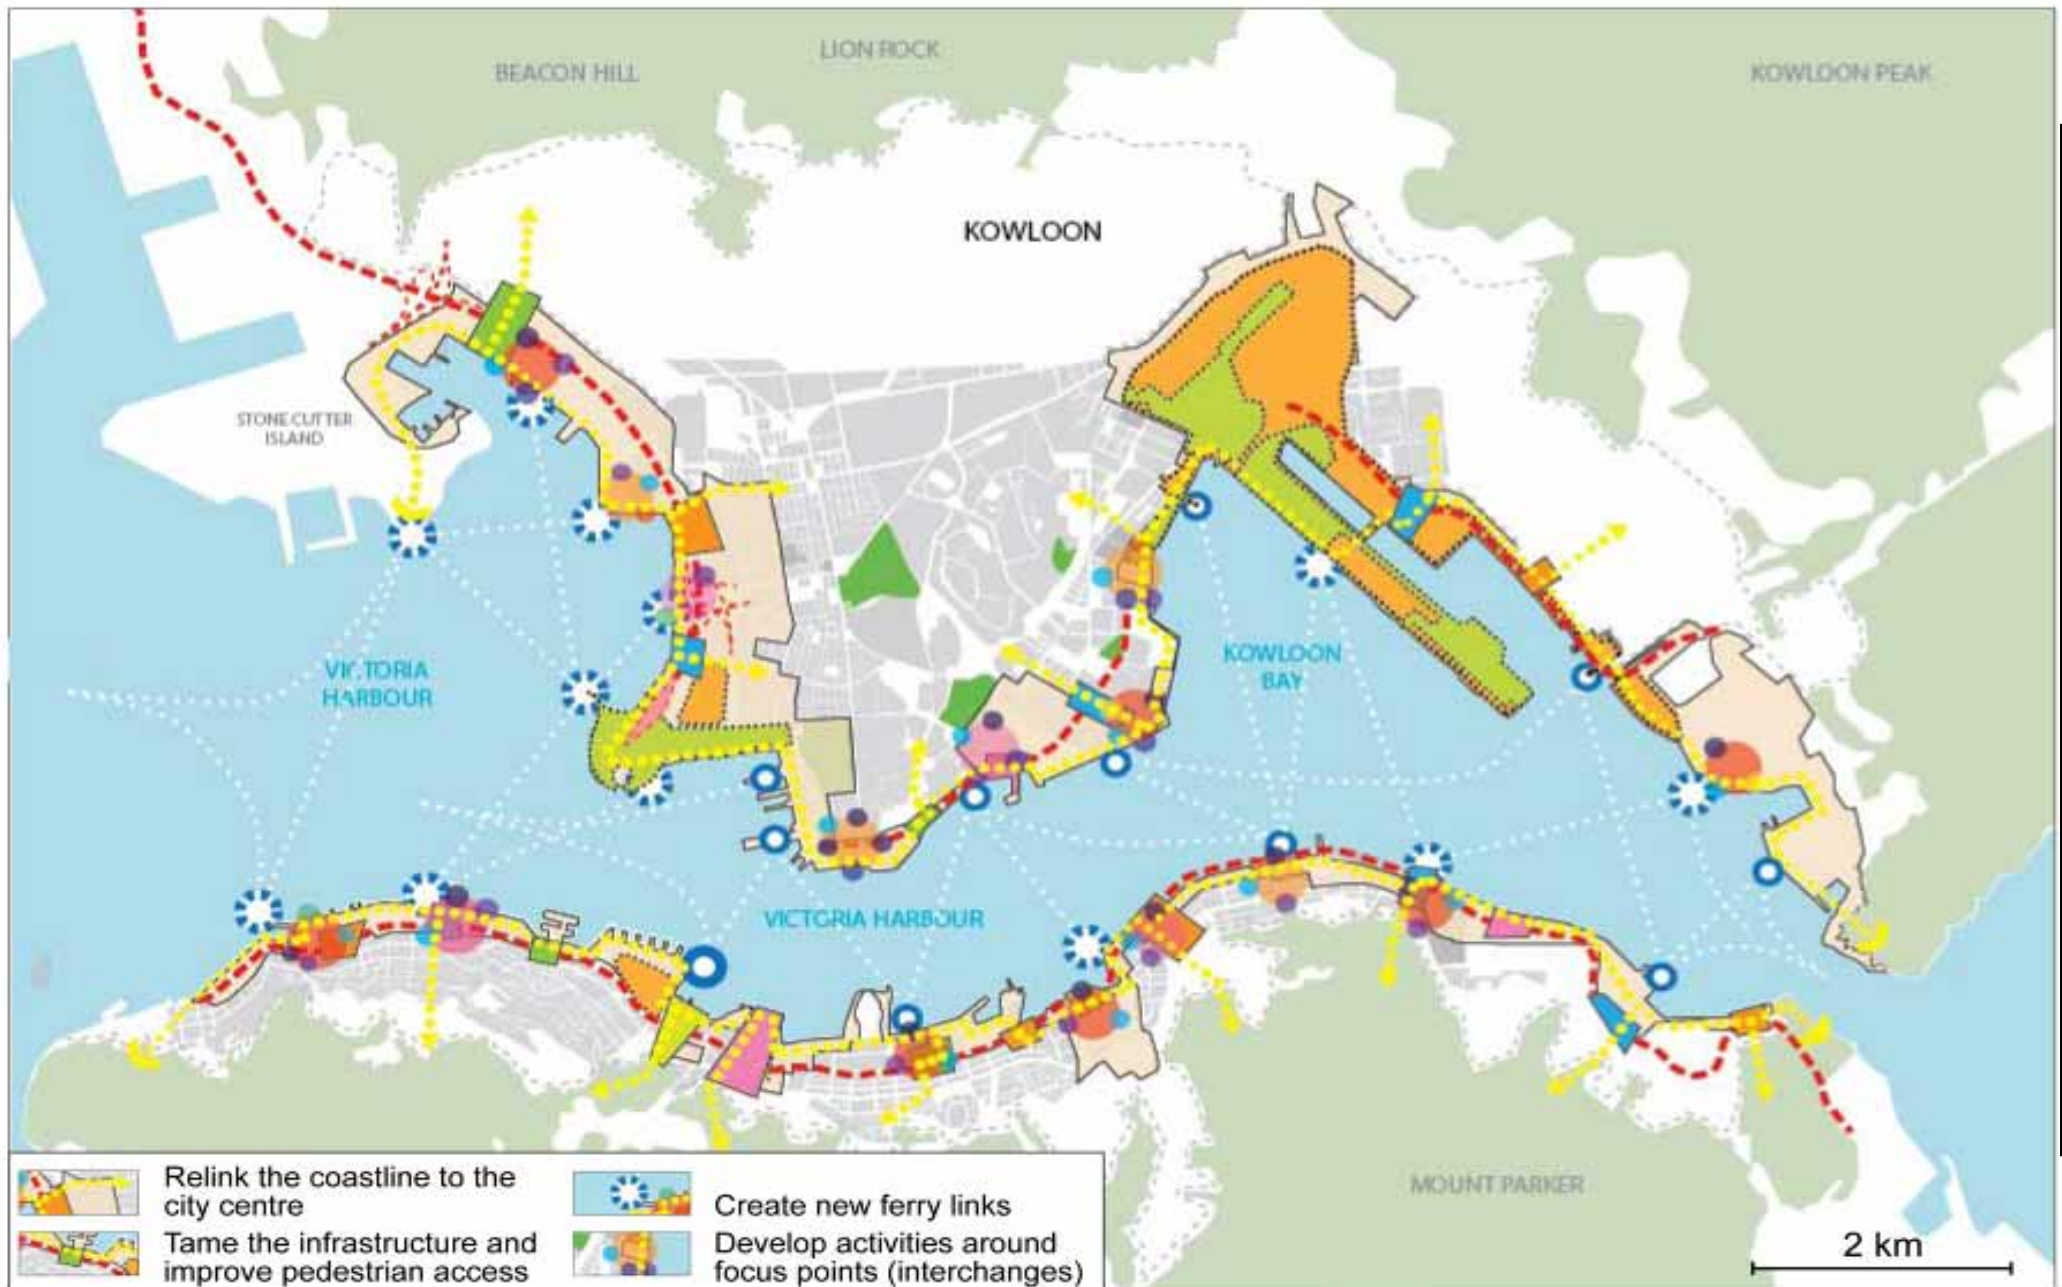 LION ROCK
BEACON HILL
KOWLOON PEAK
KOWLOON
STONE CUTTER
ISLAND
KOWLOON
BAY
VICTORIA
HARBOUR
VICTORIA HARBOUR
MOUNT PARKER
Relink the coastline to the
city centre
Tame the infrastructure and
improve pedestrian access
Create new ferry links
Develop activities around
focus points (interchanges)
2 km